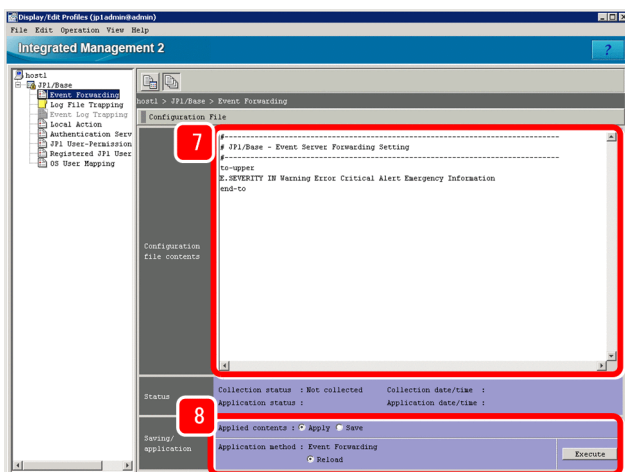 Display/Edit Profiles (jp1admin@admin)
File Edit Operation View Help
Integrated Management 2
?
host1
JP1/Base
Event Forwarding
Log File Trapping
Event Log Trapping
Local Action
Authentication Serv
JP1 User-Permission
Registered JP1 User
OS User Mapping
host1 > JP1/Base > Event Forwarding
Configuration File
7
Configuration
file contents
#------------------------------------------------------------------------------
# JP1/Base - Event Server Forwarding Setting
#------------------------------------------------------------------------------
to-upper
E.SEVERITY IN Warning Error Critical Alert Emergency Information
end-to
Status
Collection status : Not collected Collection date/time :
Application status : Application date/time :
8
Saving/
application
Applied contents : Apply Save
Application method : Event Forwarding
Reload
Execute